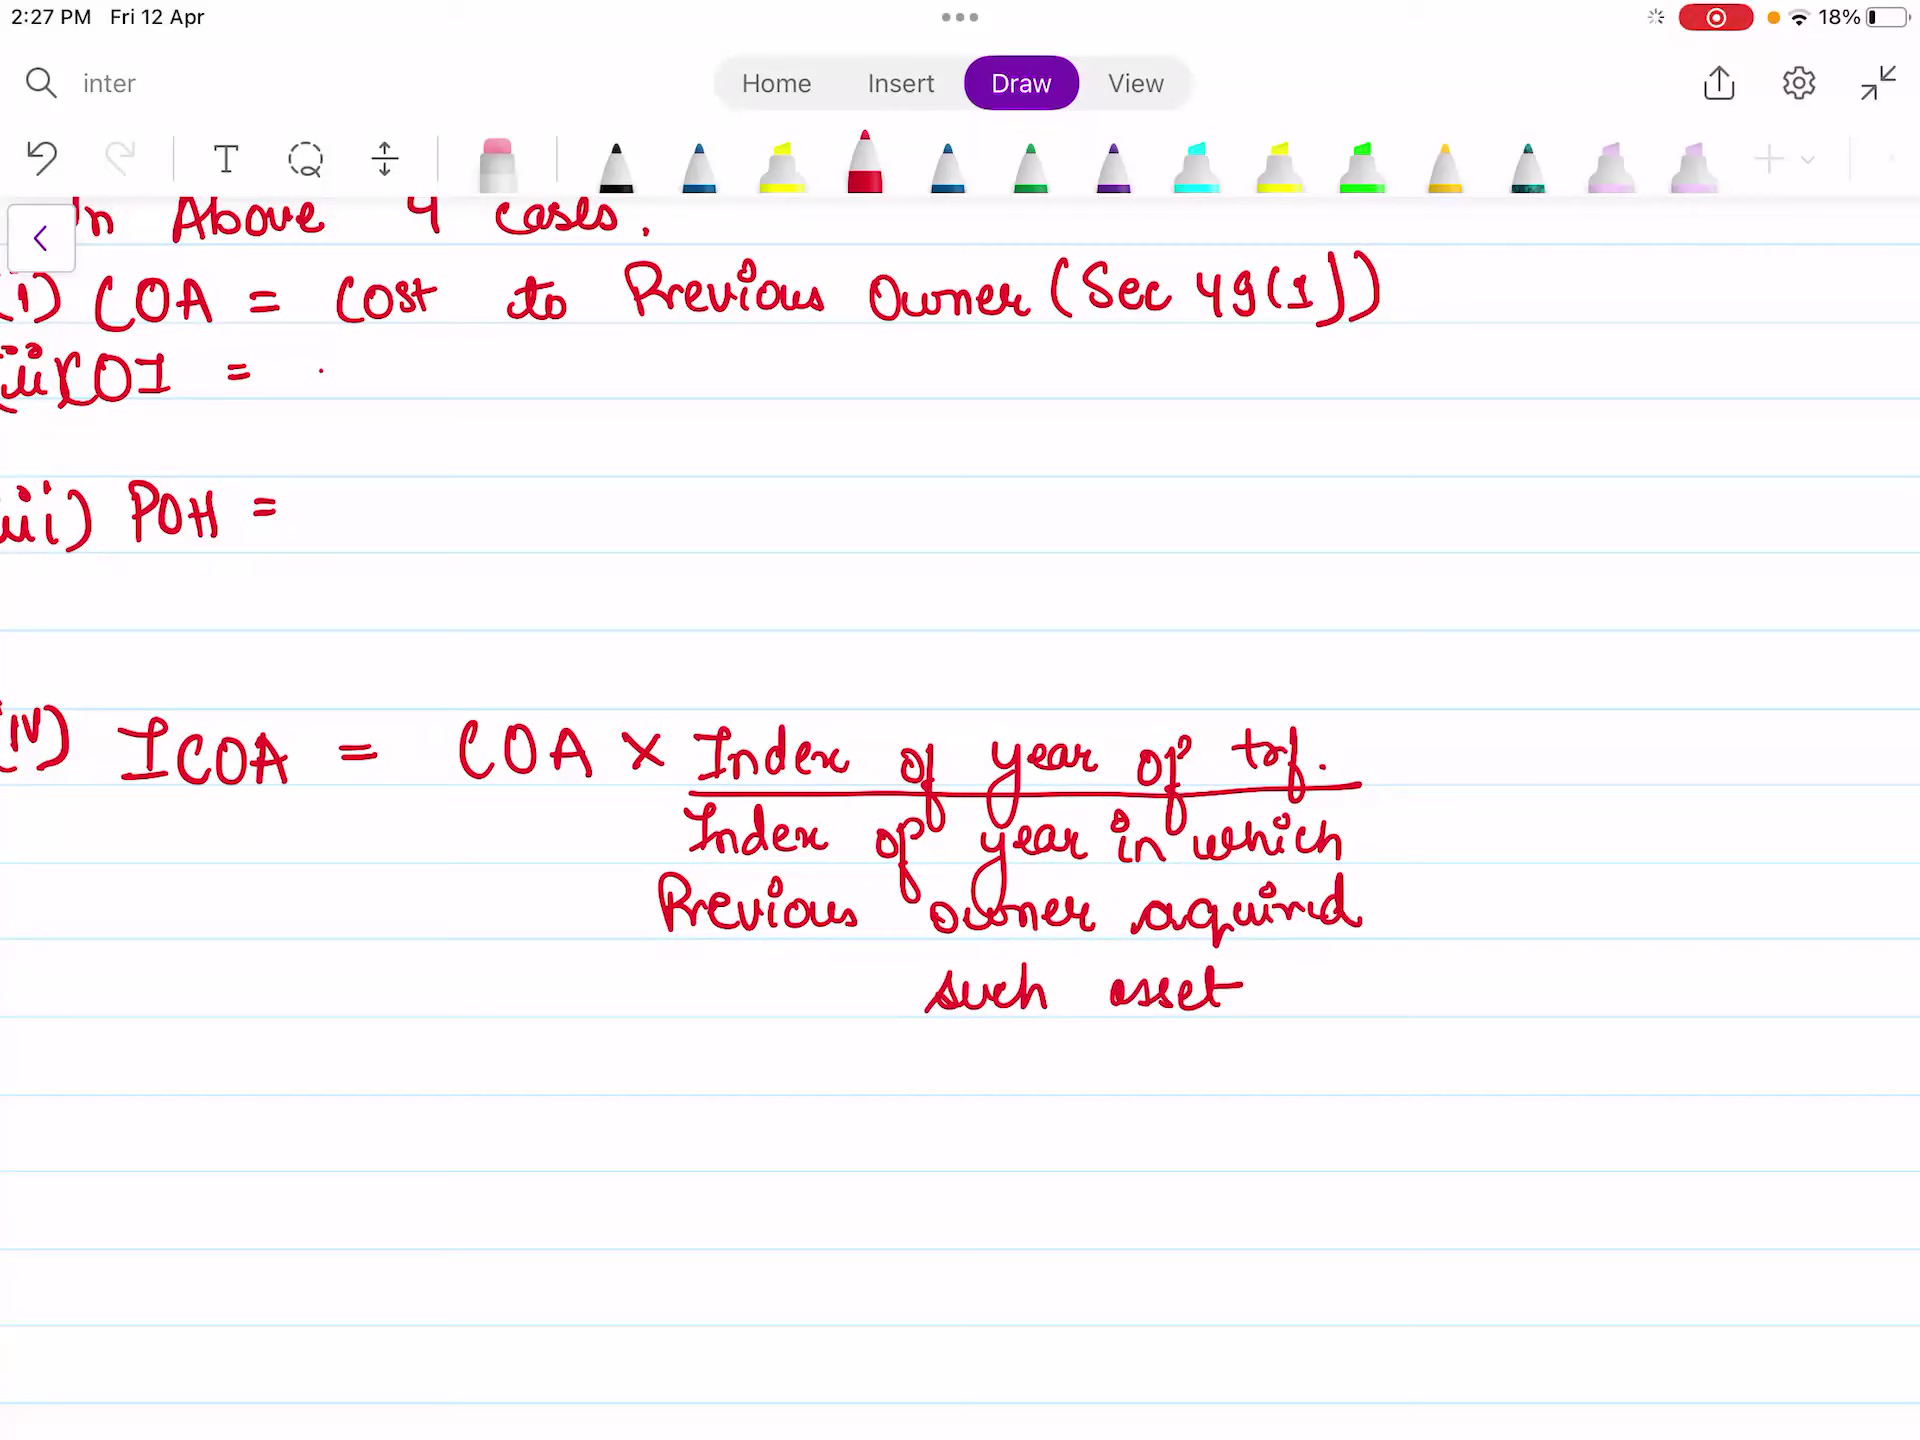 2:27 PM Fri 12 Apr 18%
inter Home Insert Draw View
T
In Above 4 cases.
(i) COA = Cost to Previous Owner (Sec 49(1))
(ii) COI =
(iii) POH =
(iv) ICOA = COA × Index of year of trf.
Index of year in which
Previous owner aquired
such asset